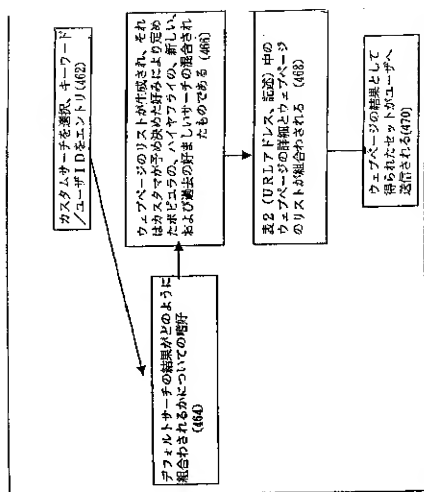 カスタムサーチを選択、キーワード
/ユーザIDをエントリ(462)
デフォルトサーチの結果がどのように
組合わされるかについての嗜好
(464)
ウェブページのリストが生成され、それ
はカスタマが予め決めた好みにより定め
たポピュラの、ハイヤライの、新しい、
および過去の好ましいサーチの混合され
たものである (466)
表2 (URLアドレス、記述) 中の
ウェブページの詳細とウェブページ
のリストが組合わされる (468)
ウェブページの結果として
得られたセットがユーザへ
送信される(470)